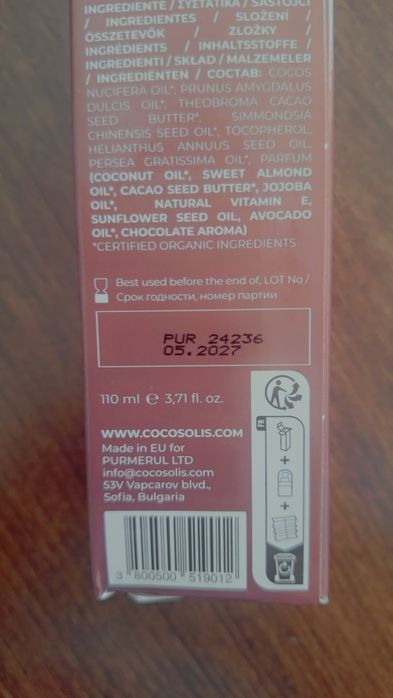 INGREDIENTE / ΣΥΣΤΑΤΙΚΑ / SASTOJCI
/ INGREDIENTES / SLOŽENÍ /
ÖSSZETEVŐK / ZLOŽKY /
INGRÉDIENTS / INHALTSSTOFFE /
INGREDIENTI / SKŁAD / MALZEMELER
/ INGREDIËNTEN / СОСТАВ: COCOS
NUCIFERA OIL*, PRUNUS AMYGDALUS
DULCIS OIL*, THEOBROMA CACAO
SEED BUTTER*, SIMMONDSIA
CHINENSIS SEED OIL*, TOCOPHEROL,
HELIANTHUS ANNUUS SEED OIL,
PERSEA GRATISSIMA OIL*, PARFUM
(COCONUT OIL*, SWEET ALMOND
OIL*, CACAO SEED BUTTER*, JOJOBA
OIL*, NATURAL VITAMIN E,
SUNFLOWER SEED OIL, AVOCADO
OIL*, CHOCOLATE AROMA)
*CERTIFIED ORGANIC INGREDIENTS
Best used before the end of, LOT No /
Срок годности, номер партии
PUR 24236
05.2027
110 ml e 3,71 fl. oz.
WWW.COCOSOLIS.COM
Made in EU for
PURMERUL LTD
info@cocosolis.com
53V Vapcarov blvd.,
Sofia, Bulgaria
3 800500 519012
FR